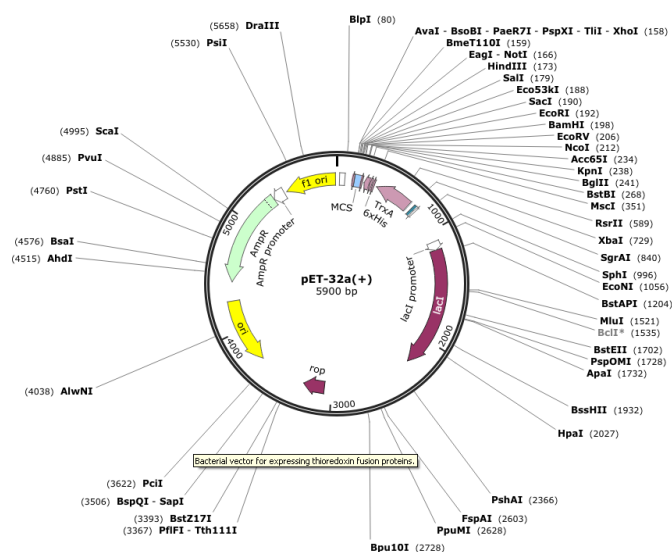 BlpI (80)
AvaI - BsoBI - PaeR7I - PspXI - TliI - XhoI (158)
BmeT110I (159)
EagI - NotI (166)
HindIII (173)
SalI (179)
Eco53kI (188)
SacI (190)
EcoRI (192)
BamHI (198)
EcoRV (206)
NcoI (212)
Acc65I (234)
KpnI (238)
BglII (241)
BstBI (268)
MscI (351)
RsrII (589)
XbaI (729)
SgrAI (840)
SphI (996)
EcoNI (1056)
BstAPI (1204)
MluI (1521)
BclI* (1535)
BstEII (1702)
PspOMI (1728)
ApaI (1732)
BssHII (1932)
HpaI (2027)
PshAI (2366)
FspAI (2603)
PpuMI (2628)
Bpu10I (2728)
(3367) PflFI - Tth111I
(3393) BstZ17I
(3506) BspQI - SapI
(3622) PciI
(4038) AlwNI
(4515) AhdI
(4576) BsaI
(4760) PstI
(4885) PvuI
(4995) ScaI
(5530) PsiI
(5658) DraIII
f1 ori
MCS
6xHis
TrxA
AmpR
AmpR promoter
lacI promoter
lacI
ori
rop
1000
2000
3000
4000
5000
pET-32a(+)
5900 bp
Bacterial vector for expressing thioredoxin fusion proteins.